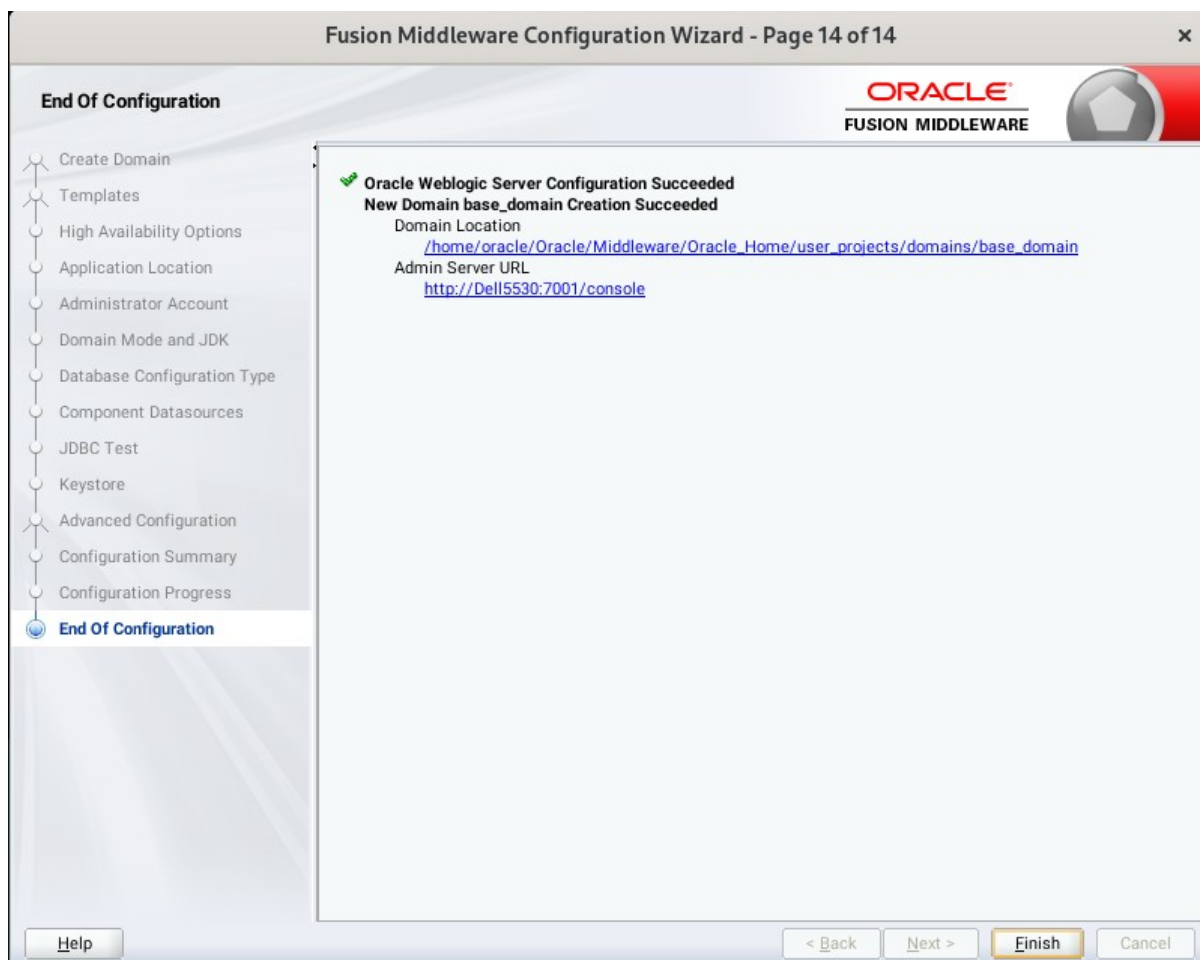 Fusion Middleware Configuration Wizard - Page 14 of 14
×
End Of Configuration
ORACLE
FUSION MIDDLEWARE
Create Domain
Templates
High Availability Options
Application Location
Administrator Account
Domain Mode and JDK
Database Configuration Type
Component Datasources
JDBC Test
Keystore
Advanced Configuration
Configuration Summary
Configuration Progress
End Of Configuration
Oracle Weblogic Server Configuration Succeeded
New Domain base_domain Creation Succeeded
Domain Location
/home/oracle/Oracle/Middleware/Oracle_Home/user_projects/domains/base_domain
Admin Server URL
http://Dell5530:7001/console
Help
< Back
Next >
Finish
Cancel